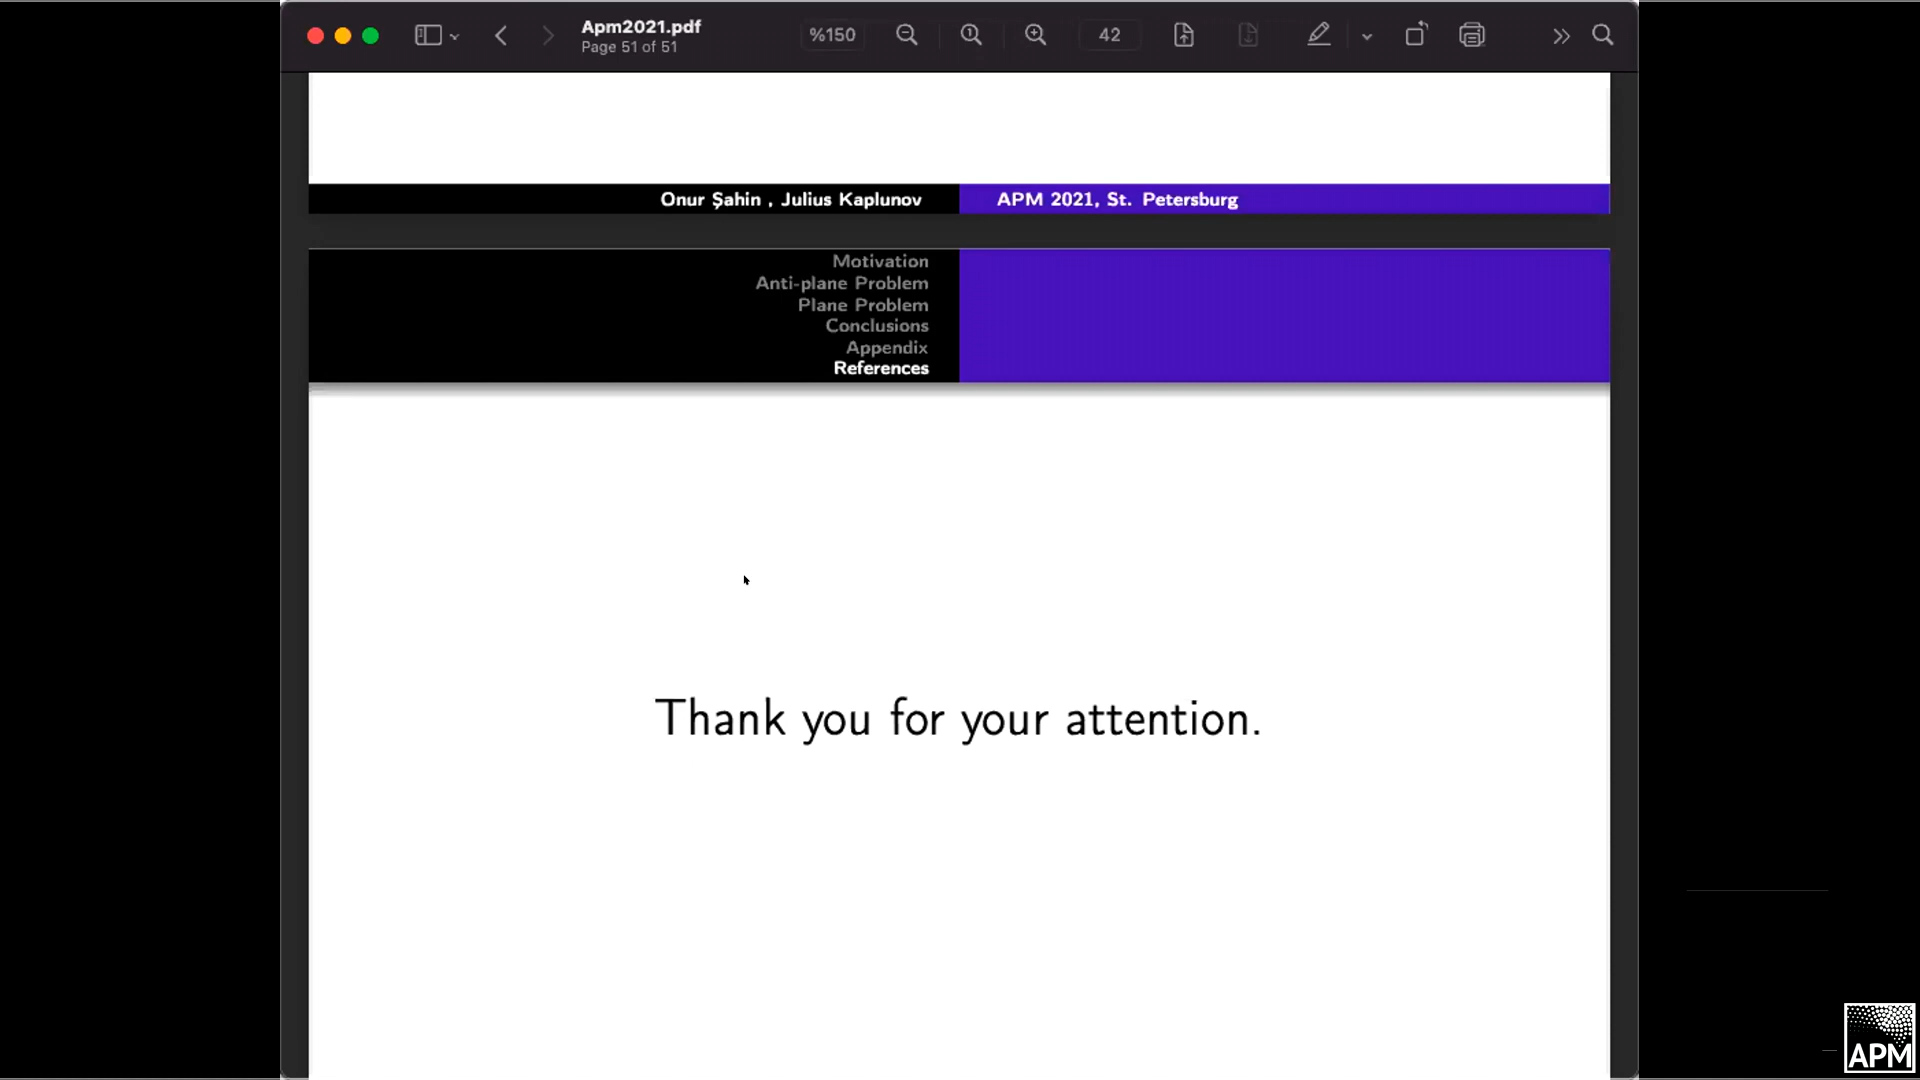 Apm2021.pdf
Page 51 of 51
%150
42
Onur Şahin , Julius Kaplunov
APM 2021, St. Petersburg
Motivation
Anti-plane Problem
Plane Problem
Conclusions
Appendix
References
Thank you for your attention.
APM